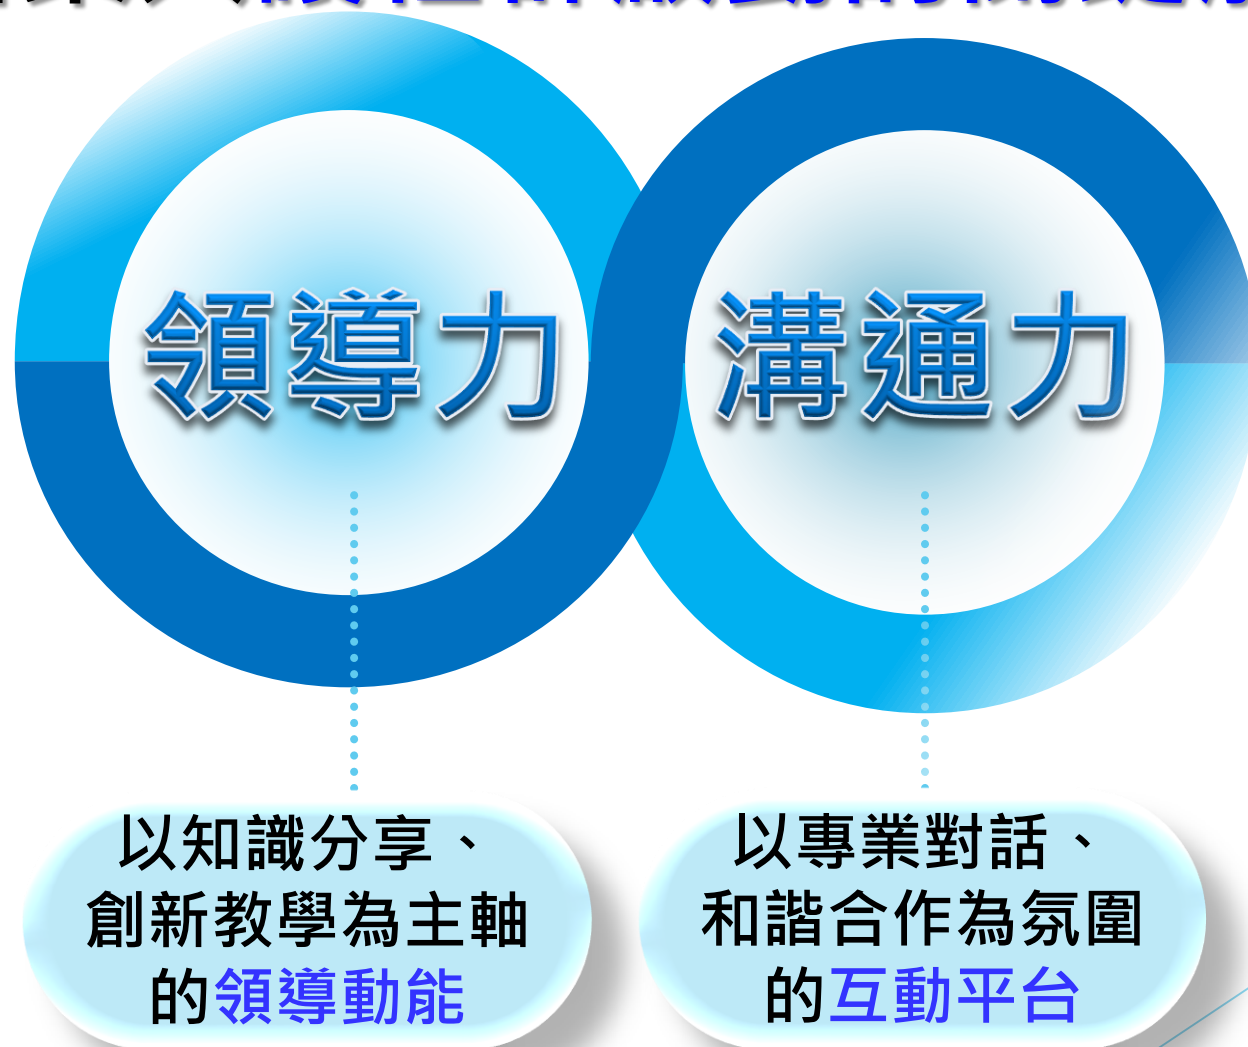 領導力
溝通力
以知識分享、
創新教學為主軸
的領導動能
以專業對話、
和諧合作為氛圍
的互動平台